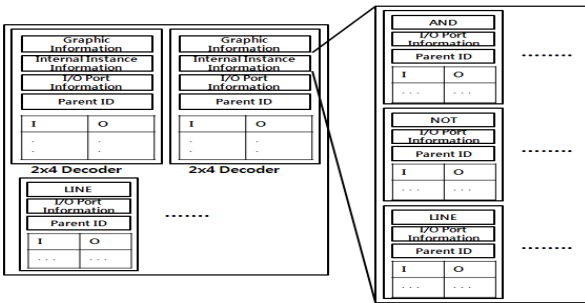 Graphic
Information
Internal Instance
Information
I/O Port
Information
Parent ID
I O
. .
. .
2x4 Decoder
Graphic
Information
Internal Instance
Information
I/O Port
Information
Parent ID
I O
. .
. .
2x4 Decoder
LINE
I/O Port
Information
Parent ID
I O
... ...
.......
AND
I/O Port
Information
Parent ID
I O
... ...
........
NOT
I/O Port
Information
Parent ID
I O
... ...
........
LINE
I/O Port
Information
Parent ID
I O
... ...
........